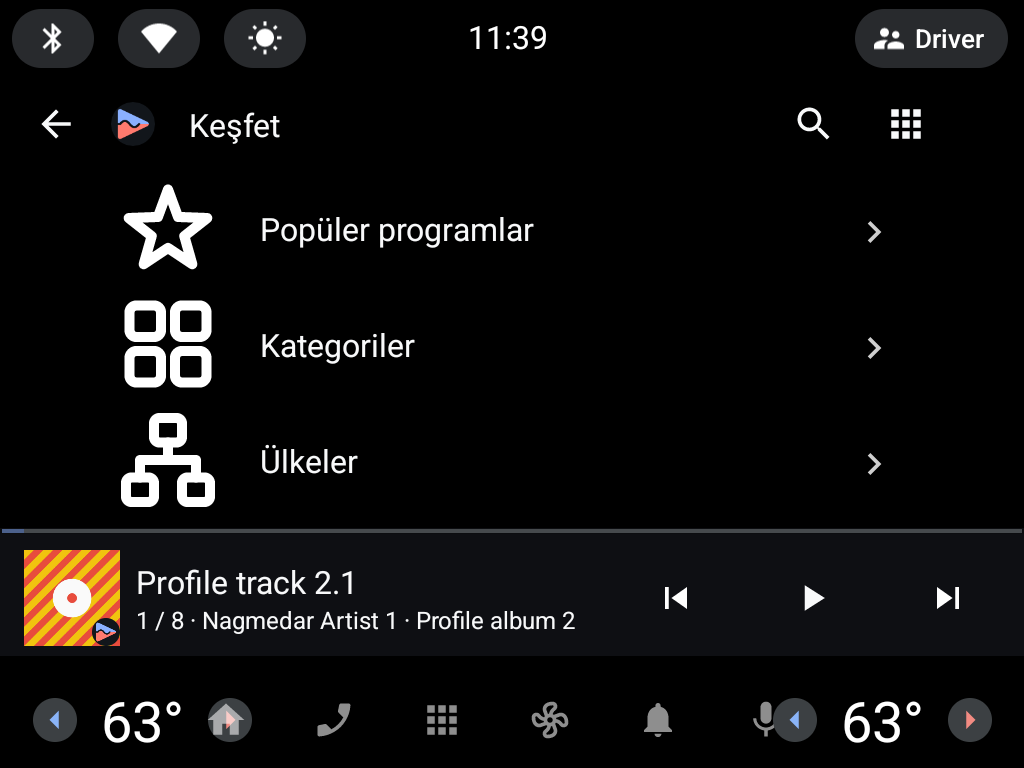 11:39
Driver
Keşfet
Popüler programlar
Kategoriler
Ülkeler
Profile track 2.1
1 / 8 · Nagmedar Artist 1 · Profile album 2
63°
63°